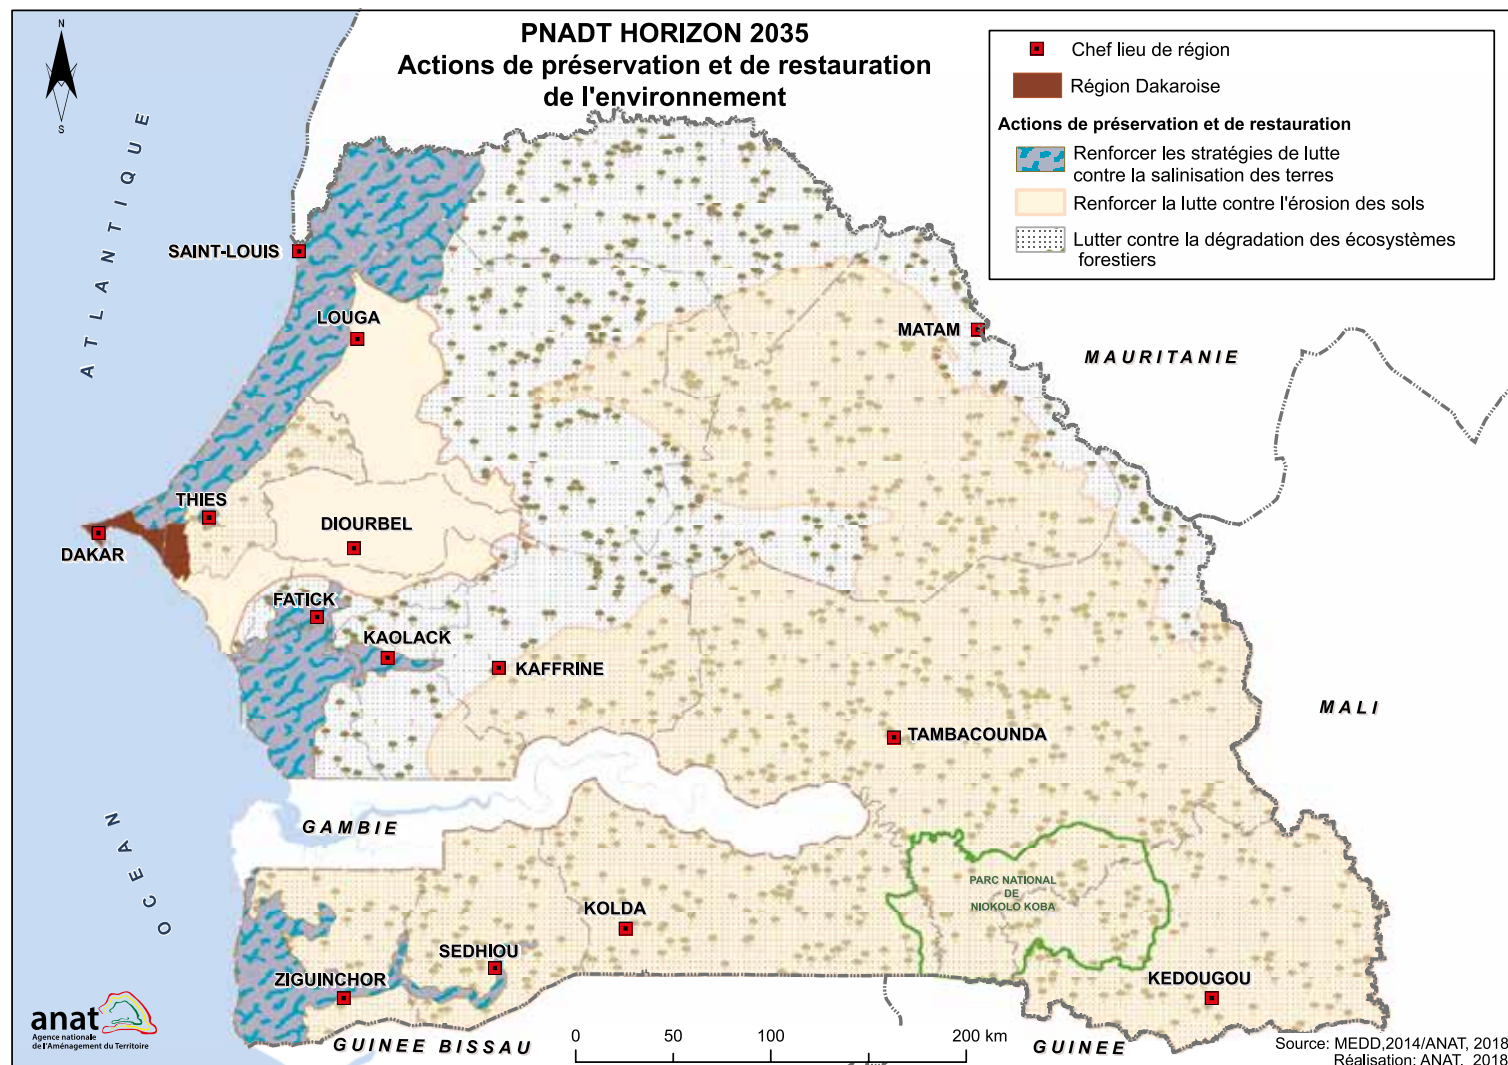 PNADT HORIZON 2035
Actions de préservation et de restauration
de l'environnement
N
S
Chef lieu de région
Région Dakaroise
Actions de préservation et de restauration
Renforcer les stratégies de lutte
contre la salinisation des terres
Renforcer la lutte contre l'érosion des sols
Lutter contre la dégradation des écosystèmes
forestiers
OCEAN
ATLANTIQUE
SAINT-LOUIS
LOUGA
MATAM
MAURITANIE
THIES
DIOURBEL
DAKAR
FATICK
KAOLACK
KAFFRINE
MALI
TAMBACOUNDA
GAMBIE
PARC NATIONAL
DE
NIOKOLO KOBA
KOLDA
SEDHIOU
ZIGUINCHOR
KEDOUGOU
GUINEE BISSAU
GUINEE
0 50 100 200 km
anat
Agence nationale
de l'Aménagement du Territoire
Source: MEDD,2014/ANAT, 2018
Réalisation: ANAT, 2018